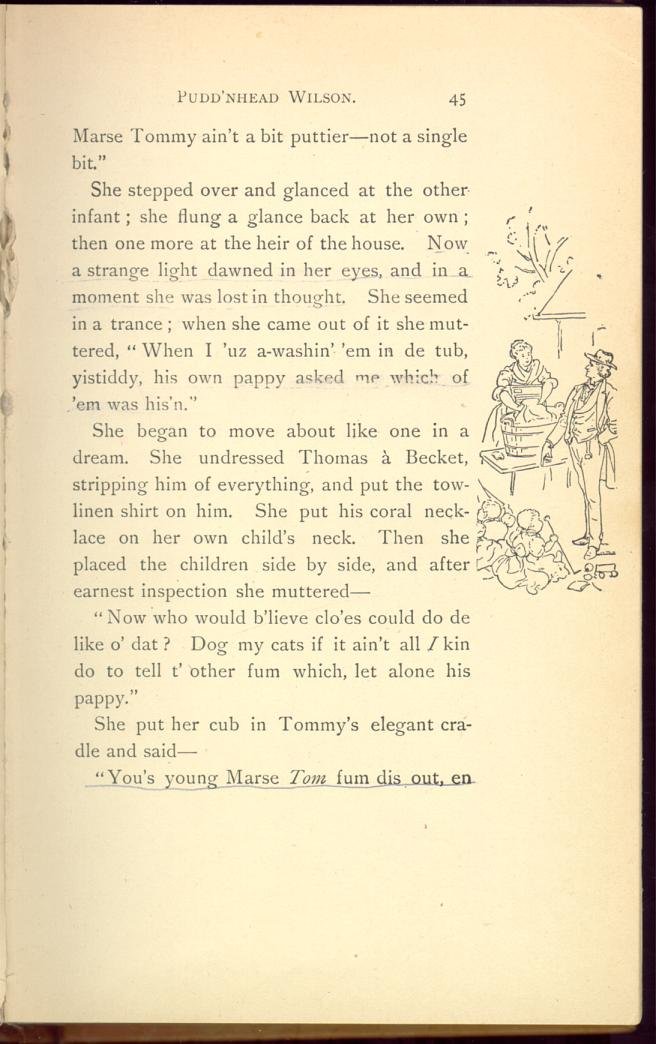 PUDD'NHEAD WILSON. 45
Marse Tommy ain't a bit puttier—not a single
bit."
She stepped over and glanced at the other
infant ; she flung a glance back at her own ;
then one more at the heir of the house. Now
a strange light dawned in her eyes, and in a
moment she was lost in thought. She seemed
in a trance ; when she came out of it she mut-
tered, " When I 'uz a-washin' 'em in de tub,
yistiddy, his own pappy asked me which of
'em was his'n."
She began to move about like one in a
dream. She undressed Thomas à Becket,
stripping him of everything, and put the tow-
linen shirt on him. She put his coral neck-
lace on her own child's neck. Then she
placed the children side by side, and after
earnest inspection she muttered—
" Now who would b'lieve clo'es could do de
like o' dat ? Dog my cats if it ain't all I kin
do to tell t' other fum which, let alone his
pappy."
She put her cub in Tommy's elegant cra-
dle and said—
" You's young Marse Tom fum dis out, en